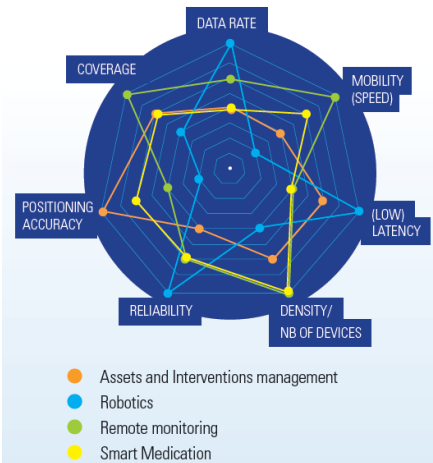 DATA RATE
COVERAGE
MOBILITY
(SPEED)
POSITIONING
ACCURACY
(LOW)
LATENCY
RELIABILITY
DENSITY/
NB OF DEVICES
Assets and Interventions management
Robotics
Remote monitoring
Smart Medication